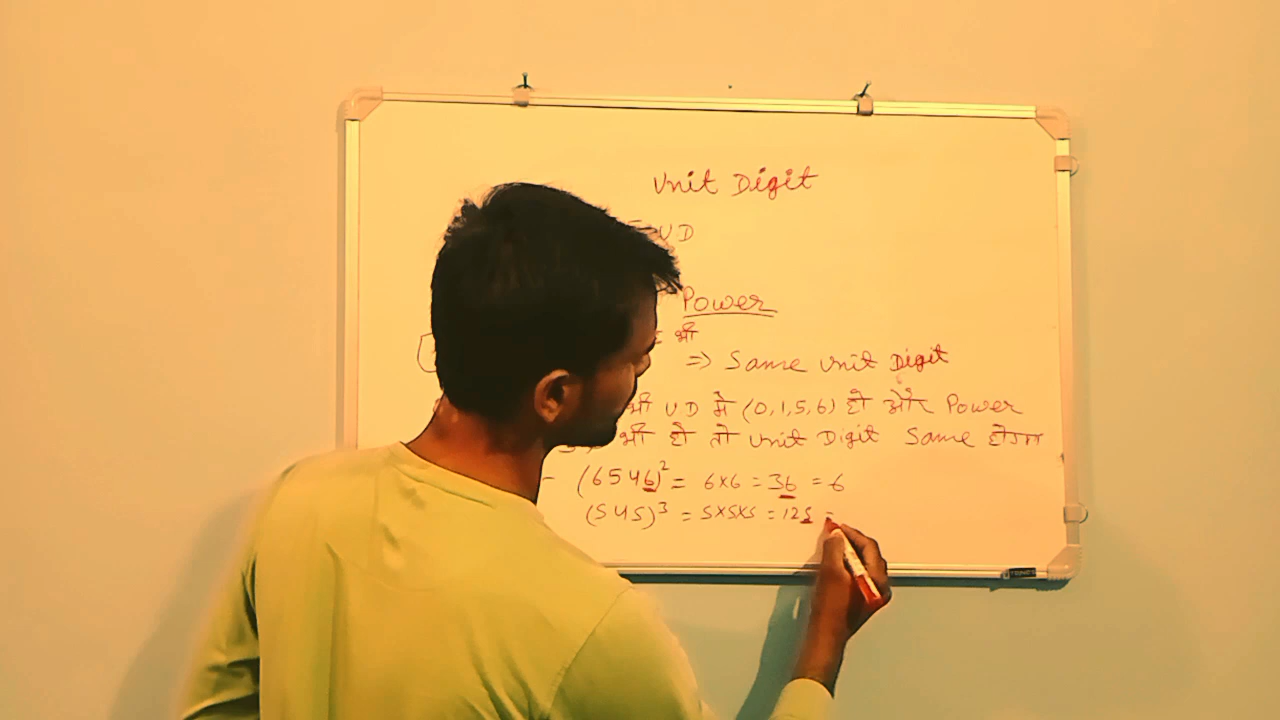 Unit Digit
UD
Power
भी
=> Same Unit Digit
भी UD में (0,1,5,6) हो और Power
भी हो तो Unit Digit Same होगा
- (6546)² = 6×6 = 36 = 6
(545)³ = 5×5×5 = 125 =